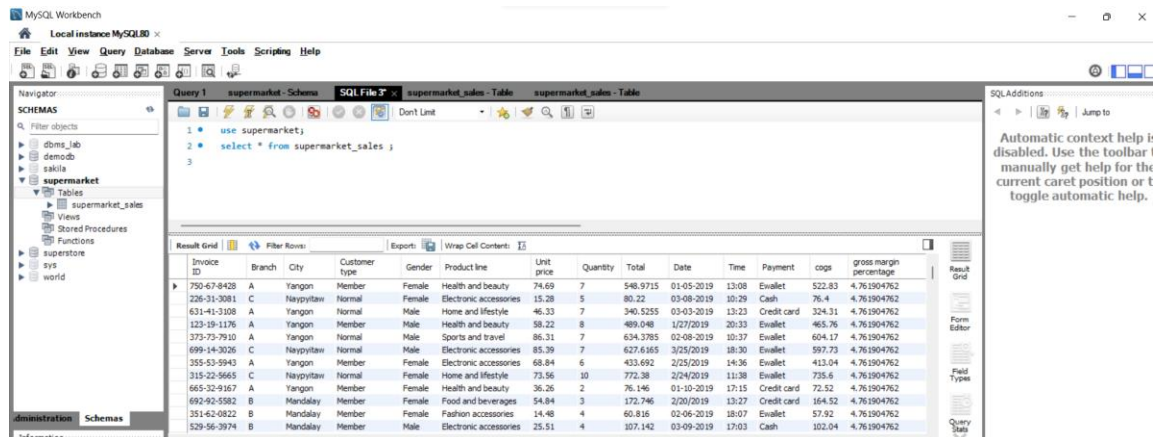 MySQL Workbench
Local instance MySQL80
File Edit View Query Database Server Tools Scripting Help
Navigator
SCHEMAS
Filter objects
dbms_lab
demodb
sakila
supermarket
Tables
supermarket_sales
Views
Stored Procedures
Functions
superstore
sys
world
Administration Schemas
Query 1 supermarket - Schema SQL File 3* supermarket_sales - Table supermarket_sales - Table
Don't Limit
1 use supermarket;
2 select * from supermarket_sales ;
3
Result Grid Filter Rows: Export: Wrap Cell Content:
Invoice ID Branch City Customer type Gender Product line Unit price Quantity Total Date Time Payment cogs gross margin percentage
750-67-8428 A Yangon Member Female Health and beauty 74.69 7 548.9715 01-05-2019 13:08 Ewallet 522.83 4.761904762
226-31-3081 C Naypyitaw Normal Female Electronic accessories 15.28 5 80.22 03-08-2019 10:29 Cash 76.4 4.761904762
631-41-3108 A Yangon Normal Male Home and lifestyle 46.33 7 340.5255 03-03-2019 13:23 Credit card 324.31 4.761904762
123-19-1176 A Yangon Member Male Health and beauty 58.22 8 489.048 1/27/2019 20:33 Ewallet 465.76 4.761904762
373-73-7910 A Yangon Normal Male Sports and travel 86.31 7 634.3785 02-08-2019 10:37 Ewallet 604.17 4.761904762
699-14-3026 C Naypyitaw Normal Male Electronic accessories 85.39 7 627.6165 3/25/2019 18:30 Ewallet 597.73 4.761904762
355-53-5943 A Yangon Member Female Electronic accessories 68.84 6 433.692 2/25/2019 14:36 Ewallet 413.04 4.761904762
315-22-5665 C Naypyitaw Normal Female Home and lifestyle 73.56 10 772.38 2/24/2019 11:38 Ewallet 735.6 4.761904762
665-32-9167 A Yangon Member Female Health and beauty 36.26 2 76.146 01-10-2019 17:15 Credit card 72.52 4.761904762
692-92-5582 B Mandalay Member Female Food and beverages 54.84 3 172.746 2/20/2019 13:27 Credit card 164.52 4.761904762
351-62-0822 B Mandalay Member Female Fashion accessories 14.48 4 60.816 02-06-2019 18:07 Ewallet 57.92 4.761904762
529-56-3974 B Mandalay Member Male Electronic accessories 25.51 4 107.142 03-09-2019 17:03 Cash 102.04 4.761904762
Result Grid
Form Editor
Field Types
Query Stats
SQLAdditions
Jump to
Automatic context help is
disabled. Use the toolbar
manually get help for the
current caret position or
toggle automatic help.